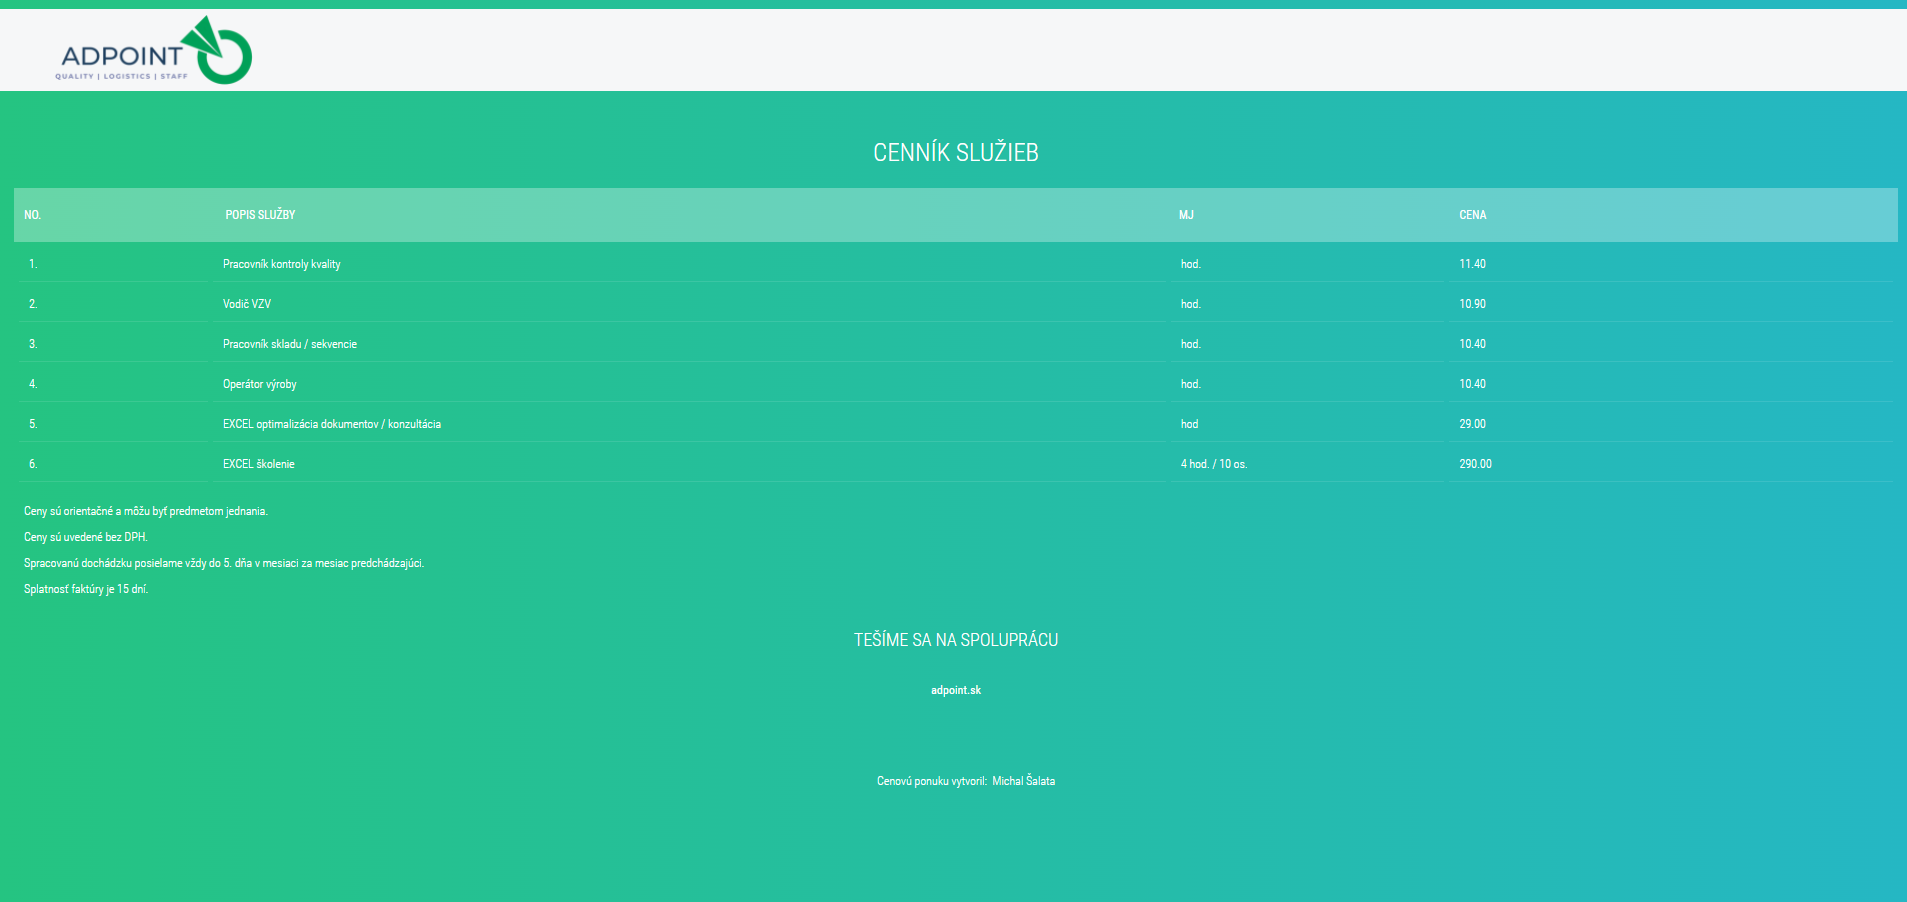 ADPOINT
QUALITY | LOGISTICS | STAFF
CENNÍK SLUŽIEB
NO. POPIS SLUŽBY MJ CENA
1. Pracovník kontroly kvality hod. 11.40
2. Vodič VZV hod. 10.90
3. Pracovník skladu / sekvencie hod. 10.40
4. Operátor výroby hod. 10.40
5. EXCEL optimalizácia dokumentov / konzultácia hod 29.00
6. EXCEL školenie 4 hod. / 10 os. 290.00
Ceny sú orientačné a môžu byť predmetom jednania.
Ceny sú uvedené bez DPH.
Spracovanú dochádzku posielame vždy do 5. dňa v mesiaci za mesiac predchádzajúci.
Splatnosť faktúry je 15 dní.
TEŠÍME SA NA SPOLUPRÁCU
adpoint.sk
Cenovú ponuku vytvoril: Michal Šalata